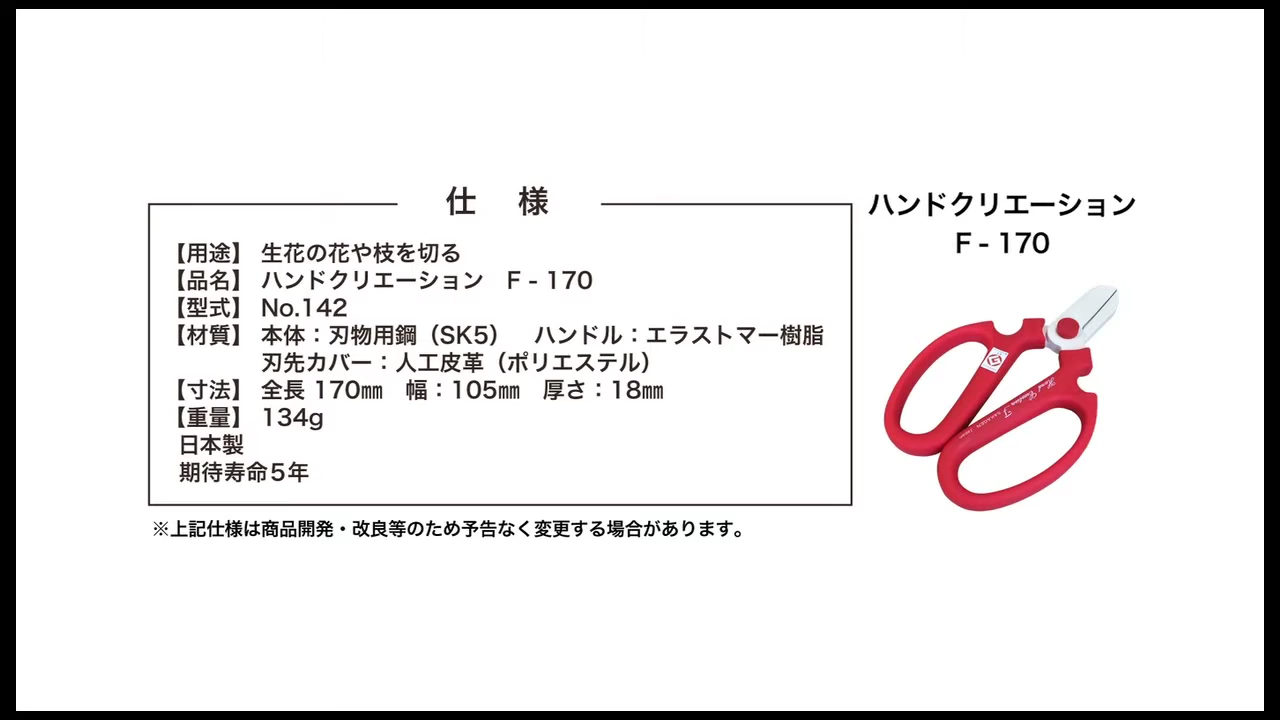 仕　様
【用途】 生花の花や枝を切る
【品名】 ハンドクリエーション　F - 170
【型式】 No.142
【材質】 本体：刃物用鋼（SK5）　ハンドル：エラストマー樹脂
刃先カバー：人工皮革（ポリエステル）
【寸法】 全長 170㎜　幅：105㎜　厚さ：18㎜
【重量】 134g
日本製
期待寿命５年
※上記仕様は商品開発・改良等のため予告なく変更する場合があります。
ハンドクリエーション
F - 170
Hand Creation F
SAKAGEN JAPAN